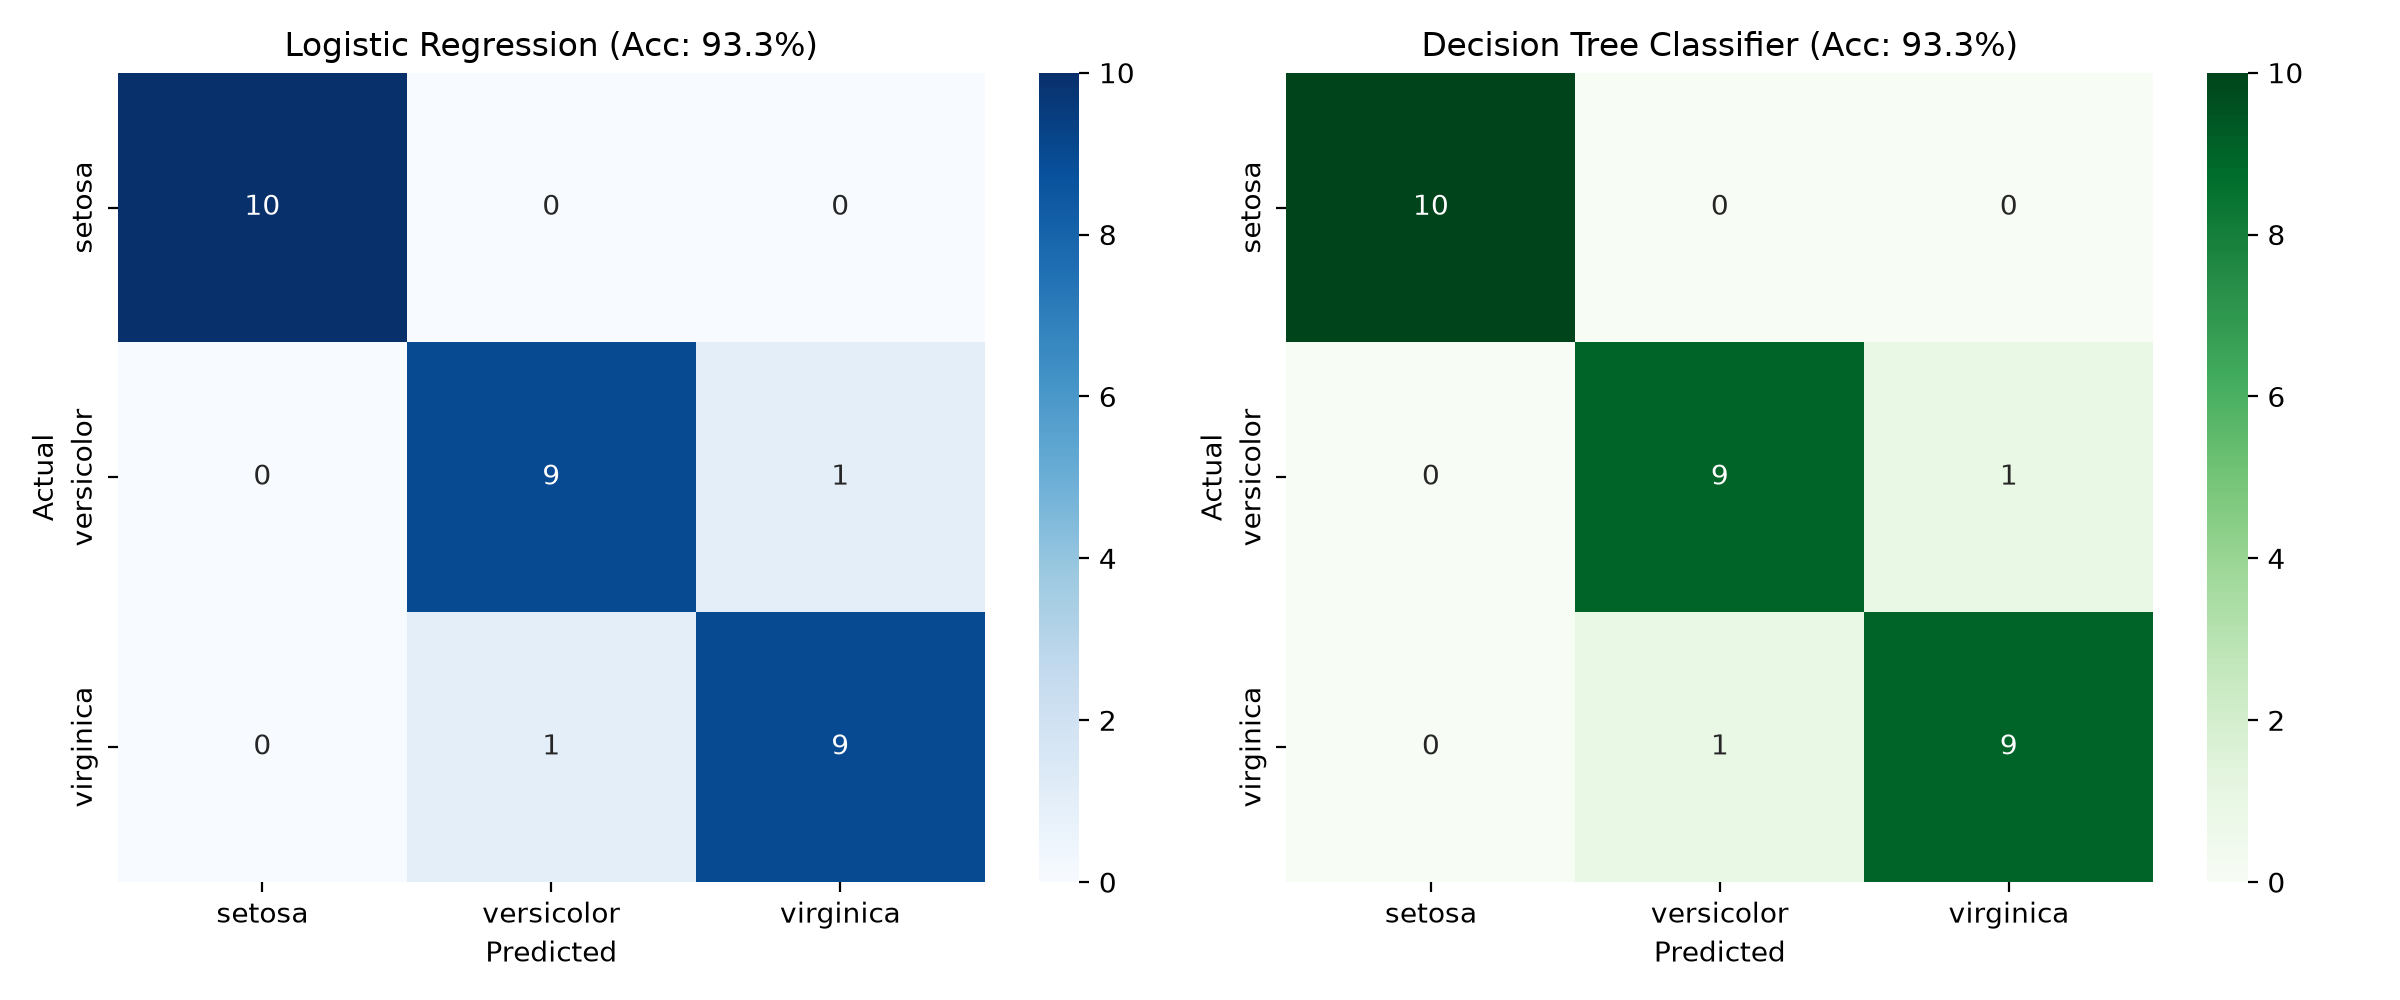 Logistic Regression (Acc: 93.3%)
10
0
0
0
9
1
0
1
9
setosa
versicolor
virginica
Actual
setosa
versicolor
virginica
Predicted
10
8
6
4
2
0
Decision Tree Classifier (Acc: 93.3%)
10
0
0
0
9
1
0
1
9
setosa
versicolor
virginica
Actual
setosa
versicolor
virginica
Predicted
10
8
6
4
2
0